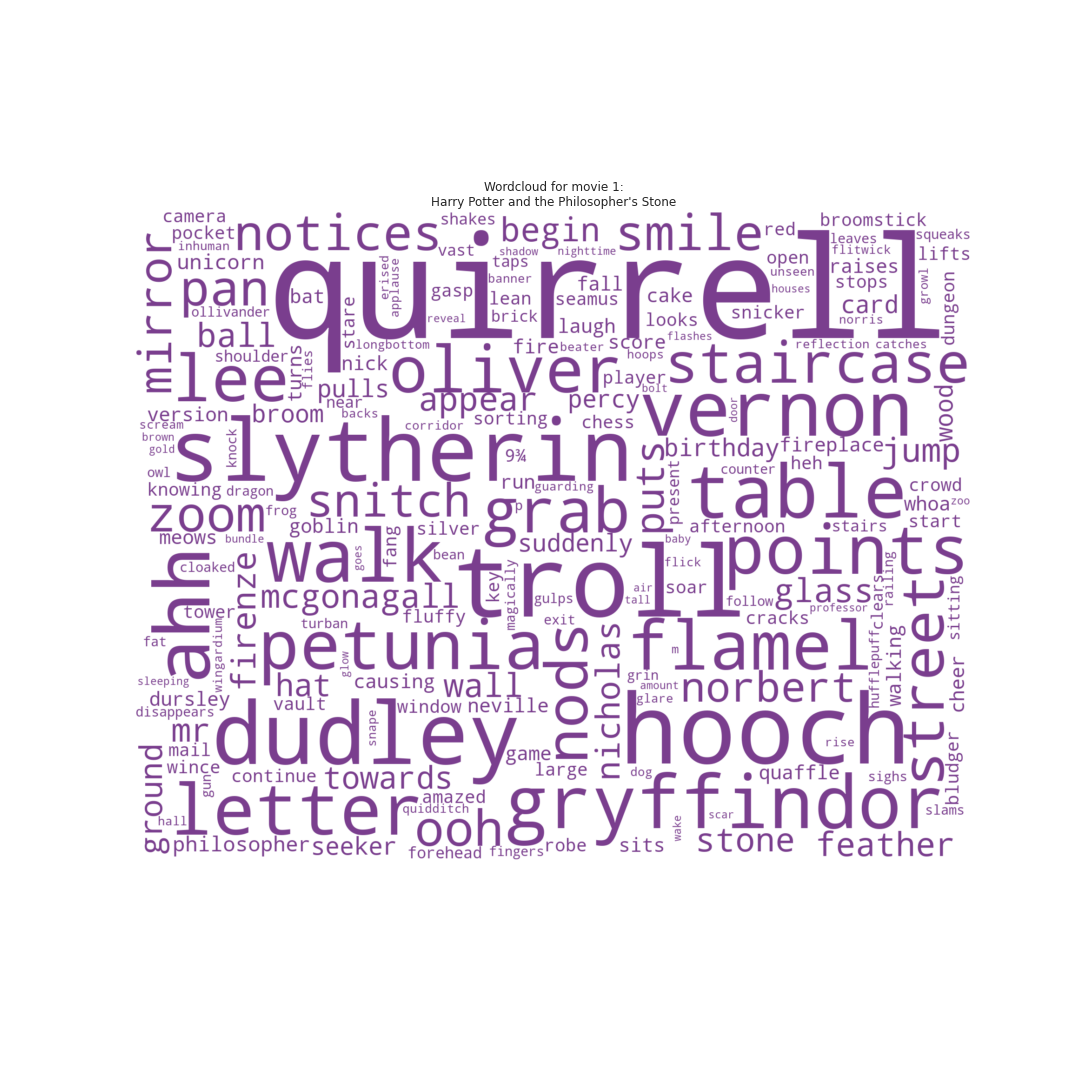 Wordcloud for movie 1:
Harry Potter and the Philosopher's Stone
camera
shakes
broomstick
pocket
notices
begin
smile
red
leaves
squeaks
inhuman
vast
shadow
nighttime
flitwick
lifts
mirror
unicorn
quirrell
taps
open
raises
erised
applause
banner
fall
unseen
growl
pan
bat
gasp
lean
seamus
cake
houses
stops
dungeon
ollivander
stare
reveal
brick
looks
snicker
card
norris
ball
laugh
flashes
longbottom
fire
beater
score
reflection
catches
shoulder
turns
flies
nick
oliver
hoops
staircase
lee
pulls
player
bolt
near
appear
percy
vernon
door
wood
version
broom
backs
sorting
chess
scream
corridor
brown
knock
slytherin
9¾
puts
birthday
fireplace
jump
gold
owl
run
guarding
present
counter
heh
knowing
dragon
snitch
grab
p
table
crowd
zoom
frog
whoa
zoo
goblin
silver
afternoon
stairs
start
meows
bundle
fang
suddenly
baby
points
walk
goes
bean
troll
flick
railing
cloaked
ahh
firenze
key
magically
air
soar
glass
clears
street
sitting
mcgonagall
gulps
tall
follow
professor
tower
fluffy
exit
cracks
turban
fat
wingardium
petunia
nods
nicholas
flamel
m
hufflepuff
walking
glow
grin
sleeping
hat
causing
wall
amount
norbert
cheer
dursley
vault
window
neville
glare
disappears
mr
dudley
snape
hooch
rise
bludger
mail
game
wince
gun
continue
towards
large
dog
quaffle
sighs
ground
letter
amazed
gryffindor
quidditch
slams
hall
ooh
wake
scar
philosopher
seeker
forehead
fingers
robe
sits
stone
feather